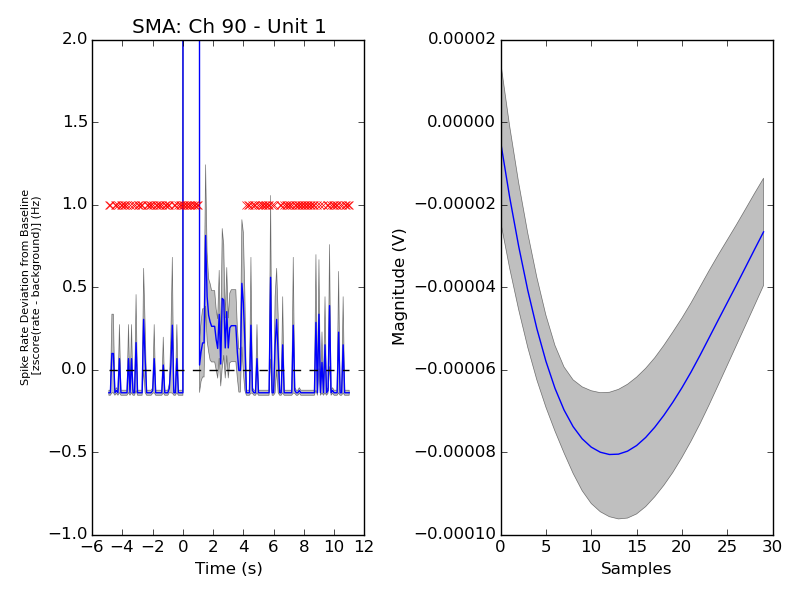 SMA: Ch 90 - Unit 1
Spike Rate Deviation from Baseline
[zscore(rate - background)] (Hz)
2.0
1.5
1.0
0.5
0.0
−0.5
−1.0
−6 −4 −2 0 2 4 6 8 10 12
Time (s)
Magnitude (V)
0.00002
0.00000
−0.00002
−0.00004
−0.00006
−0.00008
−0.00010
0 5 10 15 20 25 30
Samples